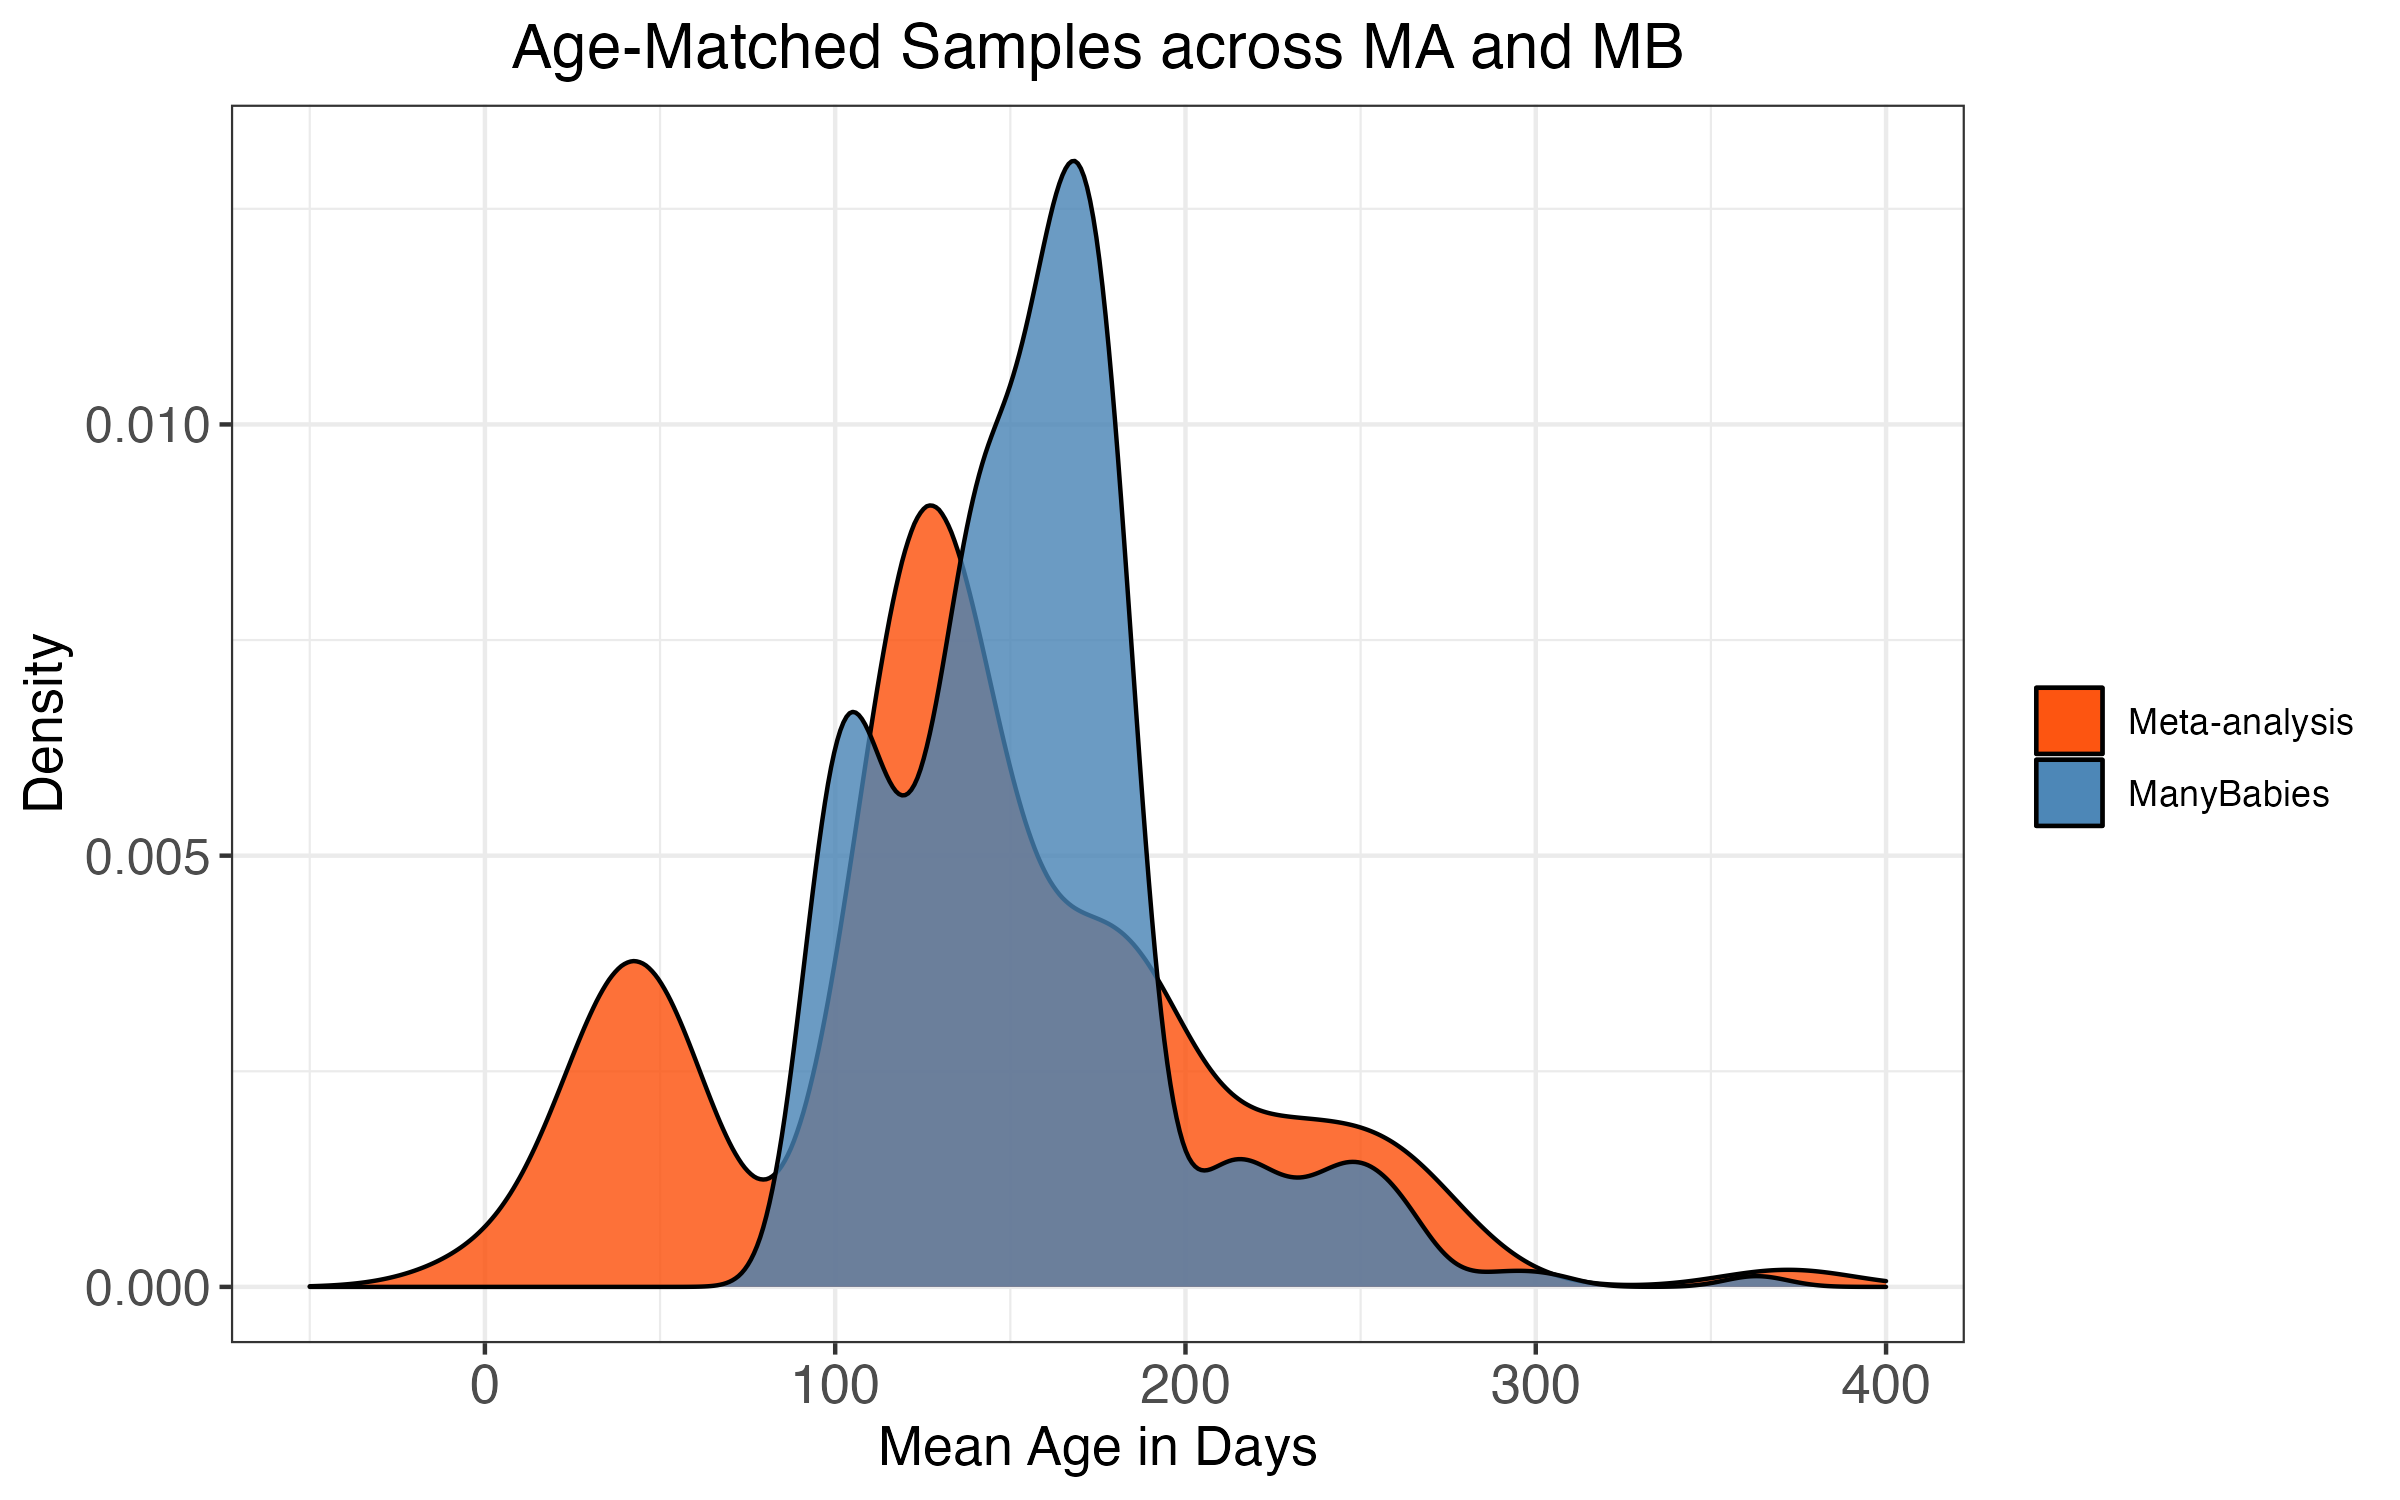 Age-Matched Samples across MA and MB
Density
0.010
0.005
0.000
0 100 200 300 400
Mean Age in Days
Meta-analysis
ManyBabies